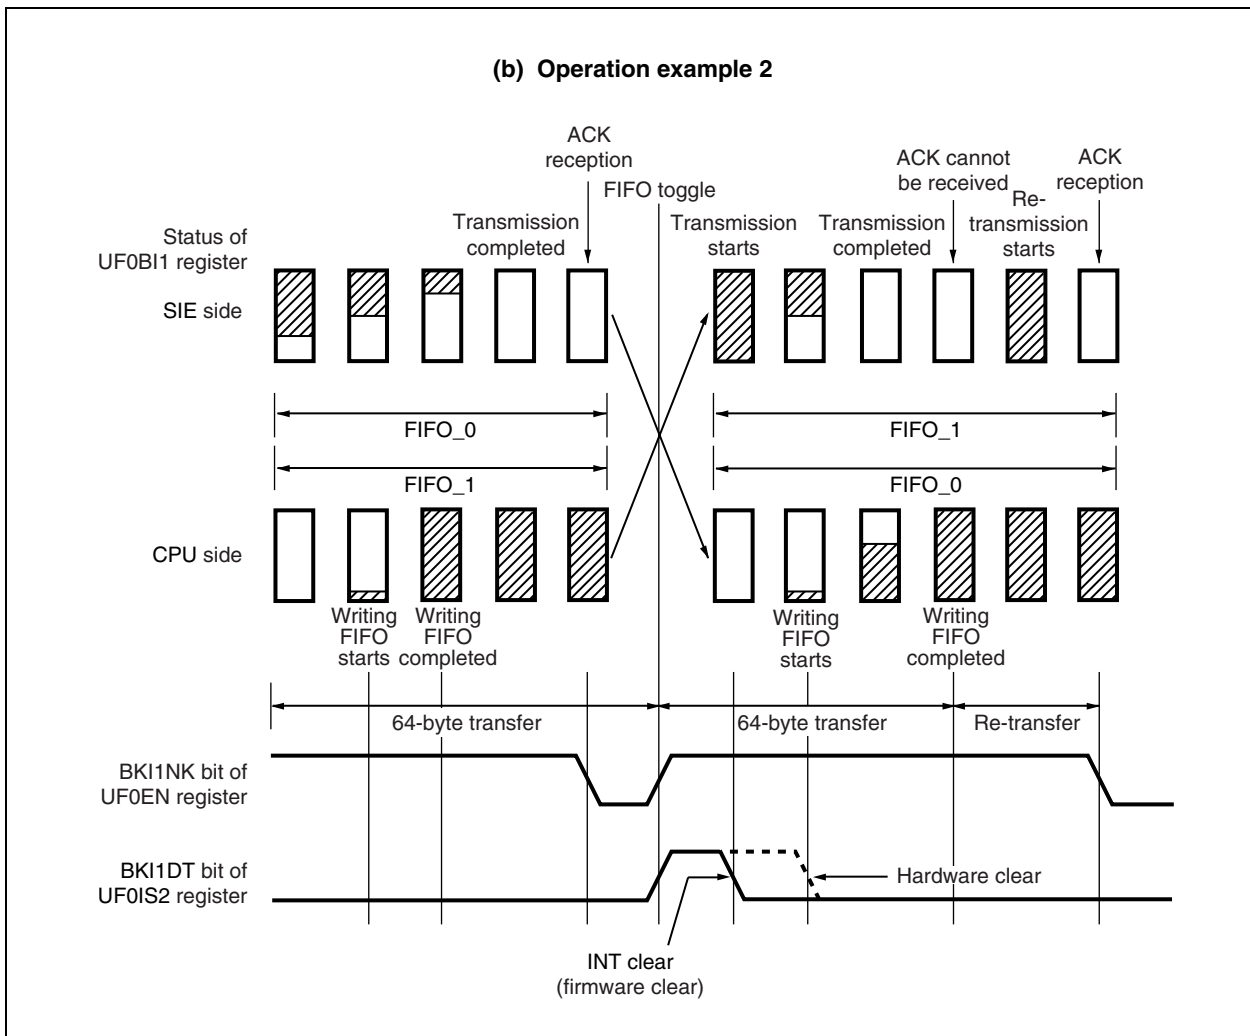 (b) Operation example 2
ACK
reception
FIFO toggle
ACK cannot
be received
ACK
reception
Status of
UF0BI1 register
Transmission
completed
Transmission
starts
Transmission
completed
Re-
transmission
starts
SIE side
FIFO_0
FIFO_1
FIFO_1
FIFO_0
CPU side
Writing
FIFO
starts
Writing
FIFO
completed
Writing
FIFO
starts
Writing
FIFO
completed
64-byte transfer
64-byte transfer
Re-transfer
BKI1NK bit of
UF0EN register
BKI1DT bit of
UF0IS2 register
Hardware clear
INT clear
(firmware clear)